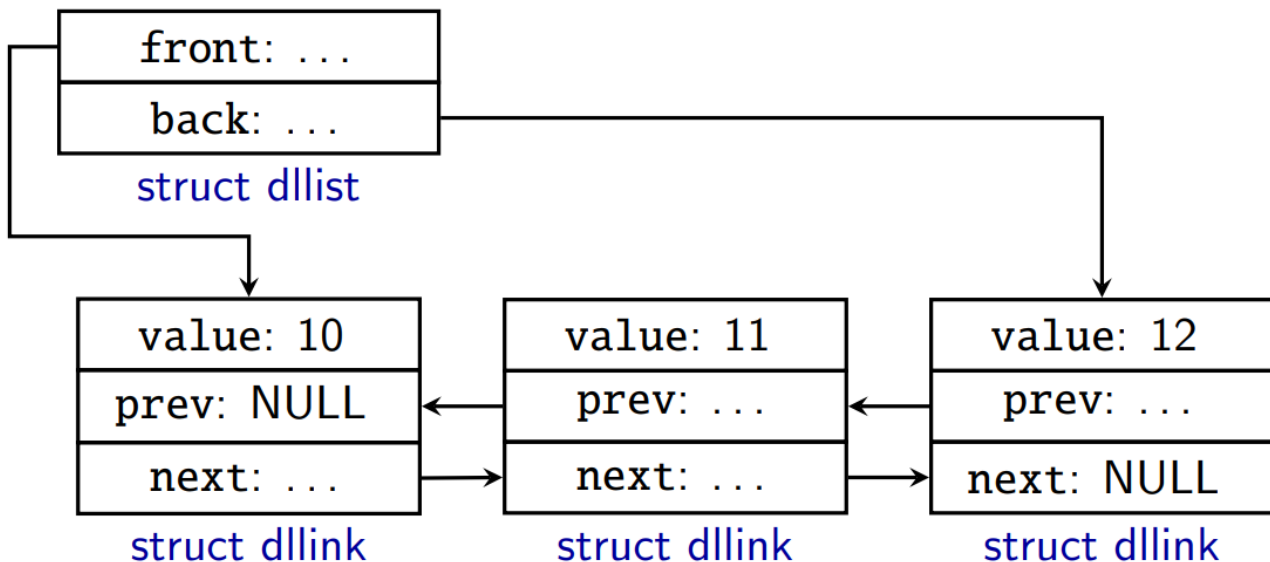 front: ...
back: ...
struct dllist
value: 10
prev: NULL
next: ...
struct dllink
value: 11
prev: ...
next: ...
struct dllink
value: 12
prev: ...
next: NULL
struct dllink